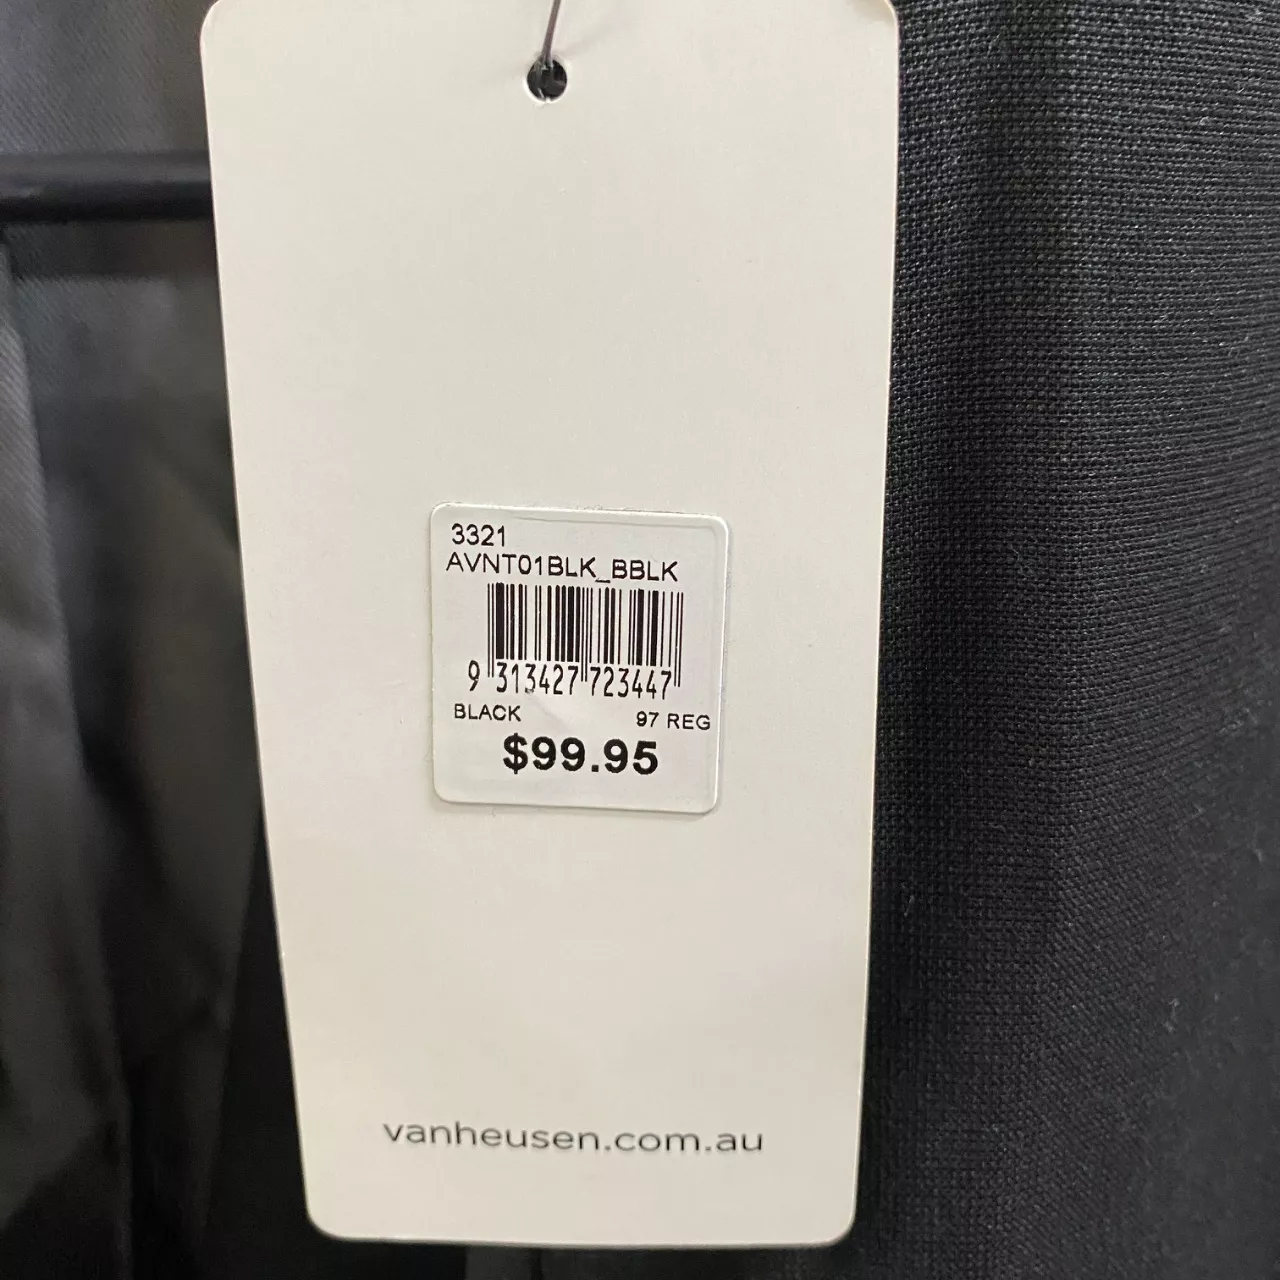 3321
AVNT01BLK_BBLK
9 313427 723447
BLACK 97 REG
$99.95
vanheusen.com.au